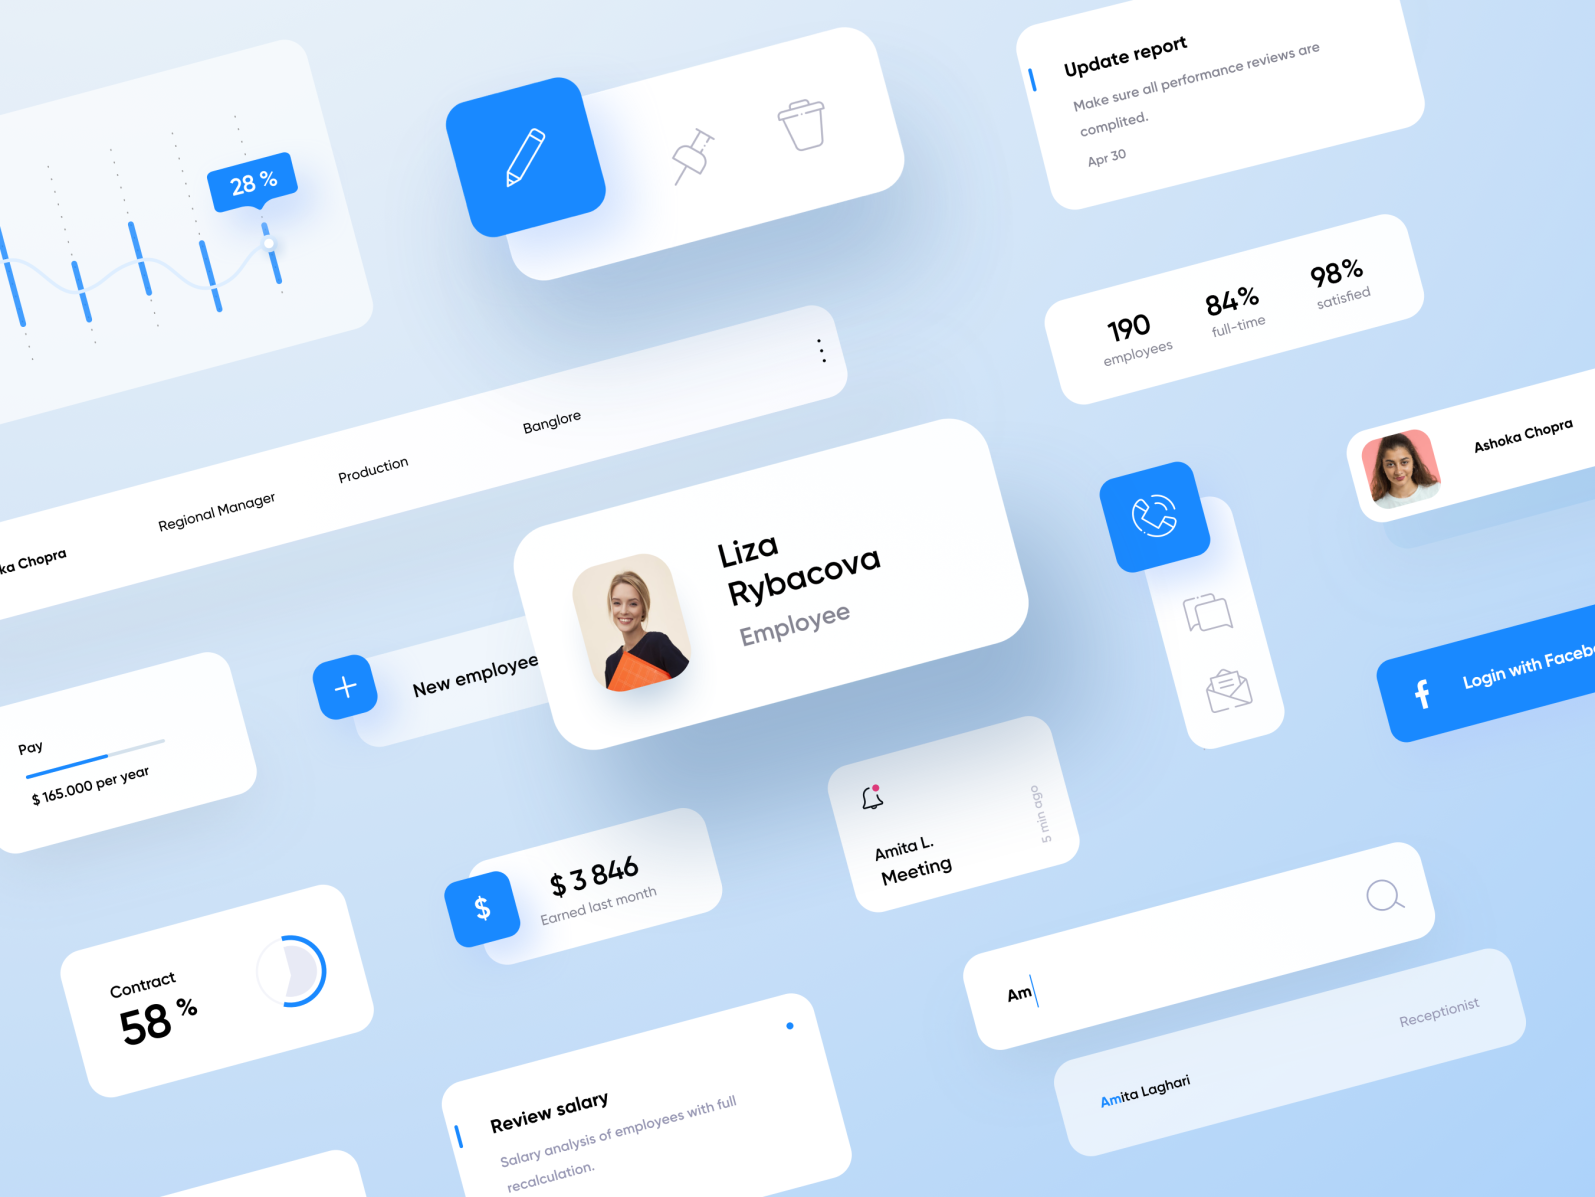 Update report
Make sure all performance reviews are
complited.
Apr 30
28 %
190
employees
84%
full-time
98%
satisfied
ka Chopra
Regional Manager
Production
Banglore
Ashoka Chopra
Liza
Rybacova
Employee
New employee
Login with Faceb
Pay
$ 165.000 per year
$
$ 3 846
Earned last month
Amita L.
Meeting
5 min ago
Contract
58 %
Am
Amita Laghari
Receptionist
Review salary
Salary analysis of employees with full
recalculation.